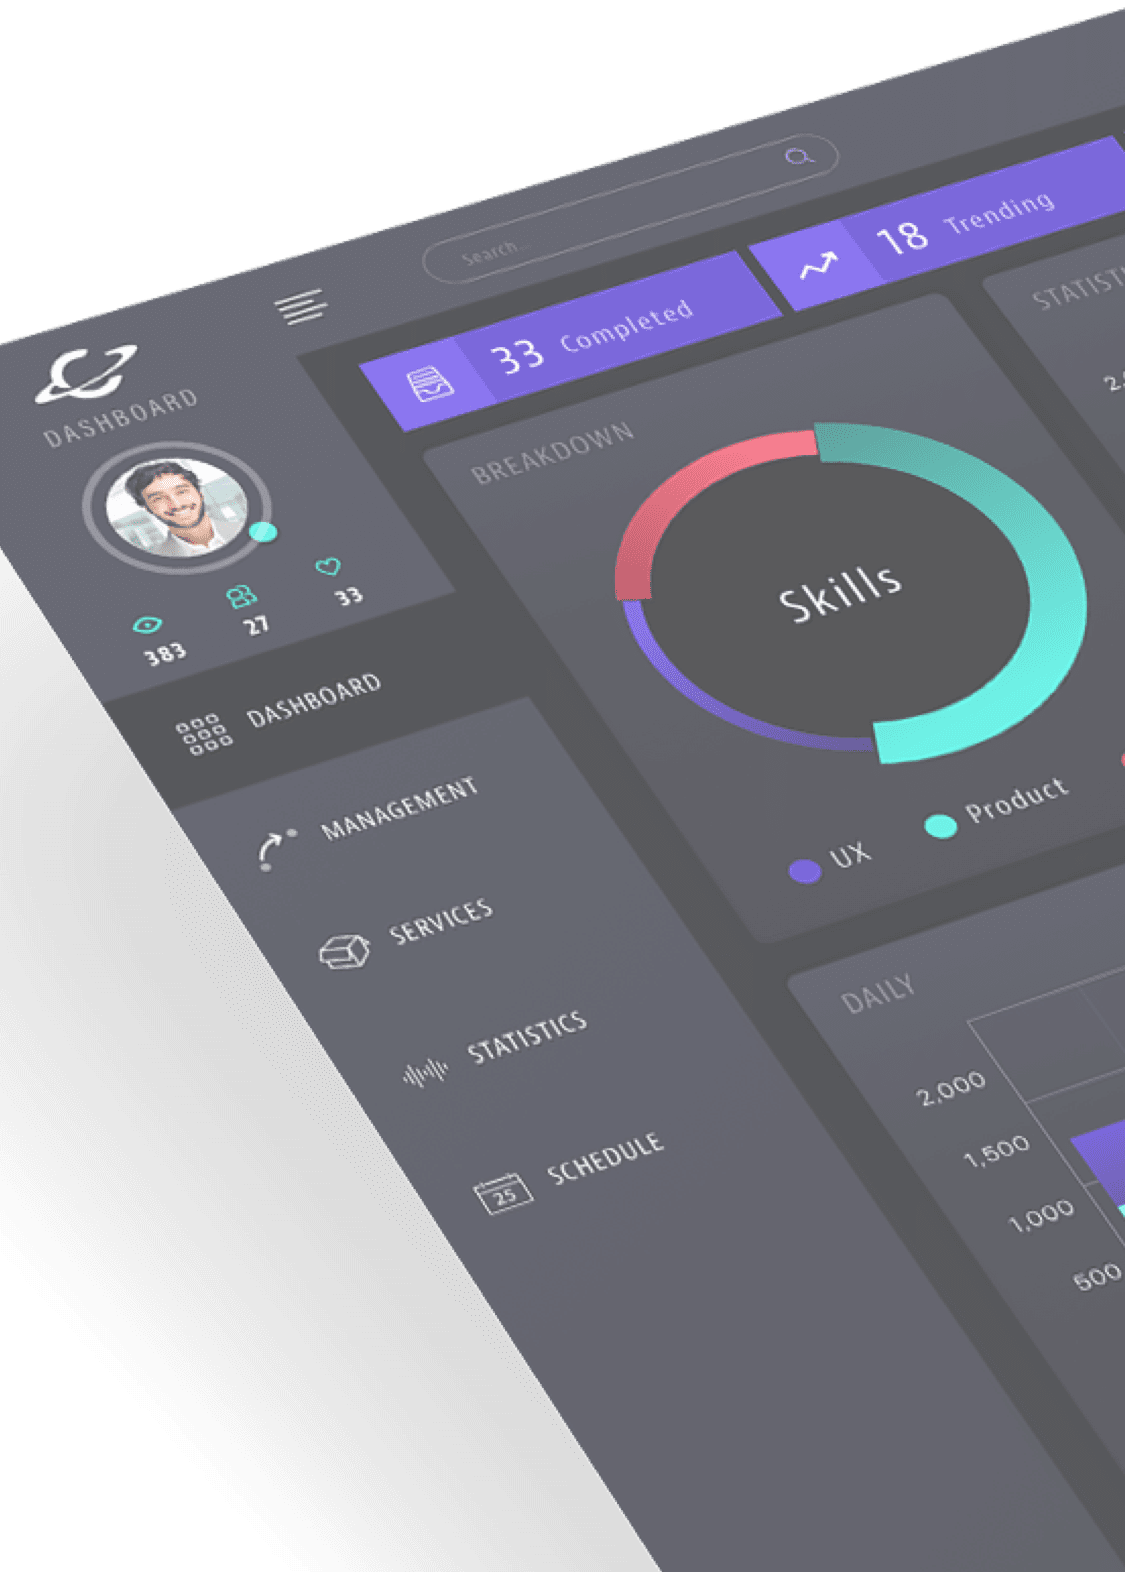 Search...
DASHBOARD
383
27
33
DASHBOARD
MANAGEMENT
SERVICES
STATISTICS
25
SCHEDULE
33 Completed
18 Trending
BREAKDOWN
Skills
UX
Product
DAILY
2,000
1,500
1,000
500